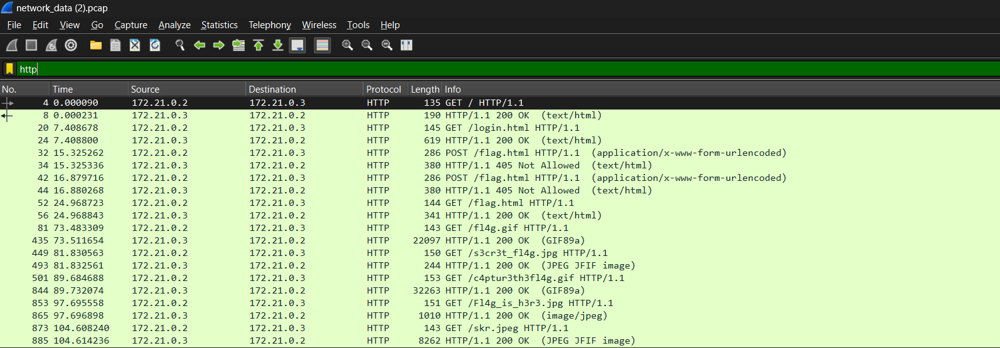 network_data (2).pcap
File Edit View Go Capture Analyze Statistics Telephony Wireless Tools Help
http
No. Time Source Destination Protocol Length Info
4 0.000090 172.21.0.2 172.21.0.3 HTTP 135 GET / HTTP/1.1
8 0.000231 172.21.0.3 172.21.0.2 HTTP 190 HTTP/1.1 200 OK (text/html)
20 7.408678 172.21.0.2 172.21.0.3 HTTP 145 GET /login.html HTTP/1.1
24 7.408800 172.21.0.3 172.21.0.2 HTTP 619 HTTP/1.1 200 OK (text/html)
32 15.325262 172.21.0.2 172.21.0.3 HTTP 286 POST /flag.html HTTP/1.1 (application/x-www-form-urlencoded)
34 15.325336 172.21.0.3 172.21.0.2 HTTP 380 HTTP/1.1 405 Not Allowed (text/html)
42 16.879716 172.21.0.2 172.21.0.3 HTTP 286 POST /flag.html HTTP/1.1 (application/x-www-form-urlencoded)
44 16.880268 172.21.0.3 172.21.0.2 HTTP 380 HTTP/1.1 405 Not Allowed (text/html)
52 24.968723 172.21.0.2 172.21.0.3 HTTP 144 GET /flag.html HTTP/1.1
56 24.968843 172.21.0.3 172.21.0.2 HTTP 341 HTTP/1.1 200 OK (text/html)
81 73.483309 172.21.0.2 172.21.0.3 HTTP 143 GET /fl4g.gif HTTP/1.1
435 73.511654 172.21.0.3 172.21.0.2 HTTP 22097 HTTP/1.1 200 OK (GIF89a)
449 81.830563 172.21.0.2 172.21.0.3 HTTP 150 GET /s3cr3t_fl4g.jpg HTTP/1.1
493 81.832561 172.21.0.3 172.21.0.2 HTTP 244 HTTP/1.1 200 OK (JPEG JFIF image)
501 89.684688 172.21.0.2 172.21.0.3 HTTP 153 GET /c4ptur3th3fl4g.gif HTTP/1.1
844 89.732074 172.21.0.3 172.21.0.2 HTTP 32263 HTTP/1.1 200 OK (GIF89a)
853 97.695558 172.21.0.2 172.21.0.3 HTTP 151 GET /Fl4g_is_h3r3.jpg HTTP/1.1
865 97.696898 172.21.0.3 172.21.0.2 HTTP 1010 HTTP/1.1 200 OK (image/jpeg)
873 104.608240 172.21.0.2 172.21.0.3 HTTP 143 GET /skr.jpeg HTTP/1.1
885 104.614236 172.21.0.3 172.21.0.2 HTTP 8262 HTTP/1.1 200 OK (JPEG JFIF image)